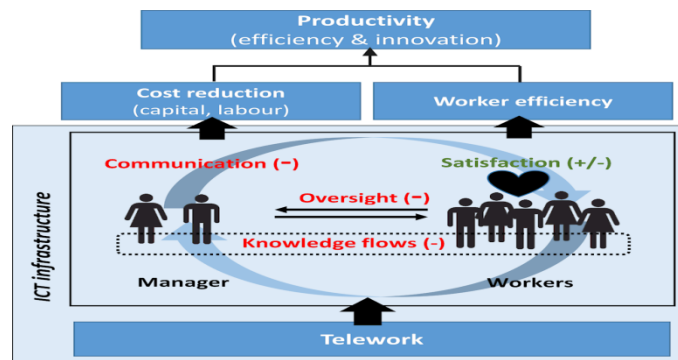 Productivity
(efficiency & innovation)
Cost reduction
(capital, labour)
Worker efficiency
Communication (−)
Satisfaction (+/-)
Oversight (−)
Knowledge flows (-)
Manager
Workers
ICT infrastructure
Telework